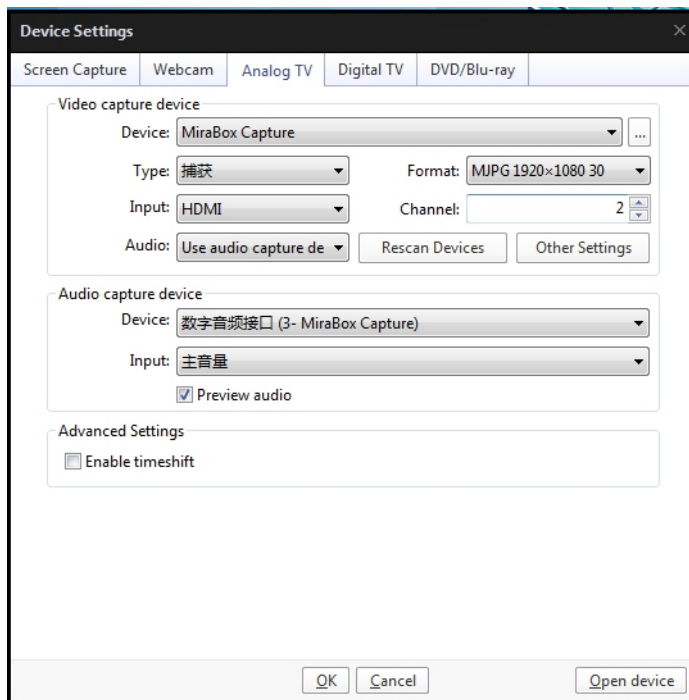 Device Settings
Screen Capture Webcam Analog TV Digital TV DVD/Blu-ray
Video capture device
Device: MiraBox Capture ...
Type: 捕获 Format: MJPG 1920×1080 30
Input: HDMI Channel: 2
Audio: Use audio capture de Rescan Devices Other Settings
Audio capture device
Device: 数字音频接口 (3- MiraBox Capture)
Input: 主音量
Preview audio
Advanced Settings
Enable timeshift
OK Cancel Open device